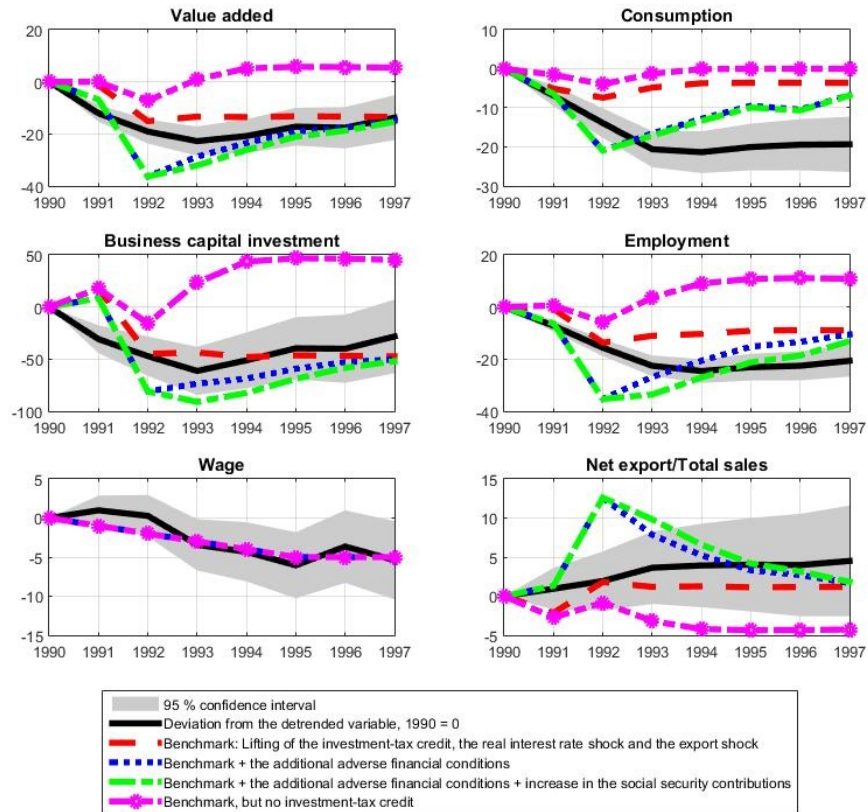 Value added
20
0
-20
-40
1990 1991 1992 1993 1994 1995 1996 1997
Consumption
10
0
-10
-20
-30
1990 1991 1992 1993 1994 1995 1996 1997
Business capital investment
50
0
-50
-100
1990 1991 1992 1993 1994 1995 1996 1997
Employment
20
0
-20
-40
1990 1991 1992 1993 1994 1995 1996 1997
Wage
5
0
-5
-10
-15
1990 1991 1992 1993 1994 1995 1996 1997
Net export/Total sales
15
10
5
0
-5
1990 1991 1992 1993 1994 1995 1996 1997
95 % confidence interval
Deviation from the detrended variable, 1990 = 0
Benchmark: Lifting of the investment-tax credit, the real interest rate shock and the export shock
Benchmark + the additional adverse financial conditions
Benchmark + the additional adverse financial conditions + increase in the social security contributions
Benchmark, but no investment-tax credit